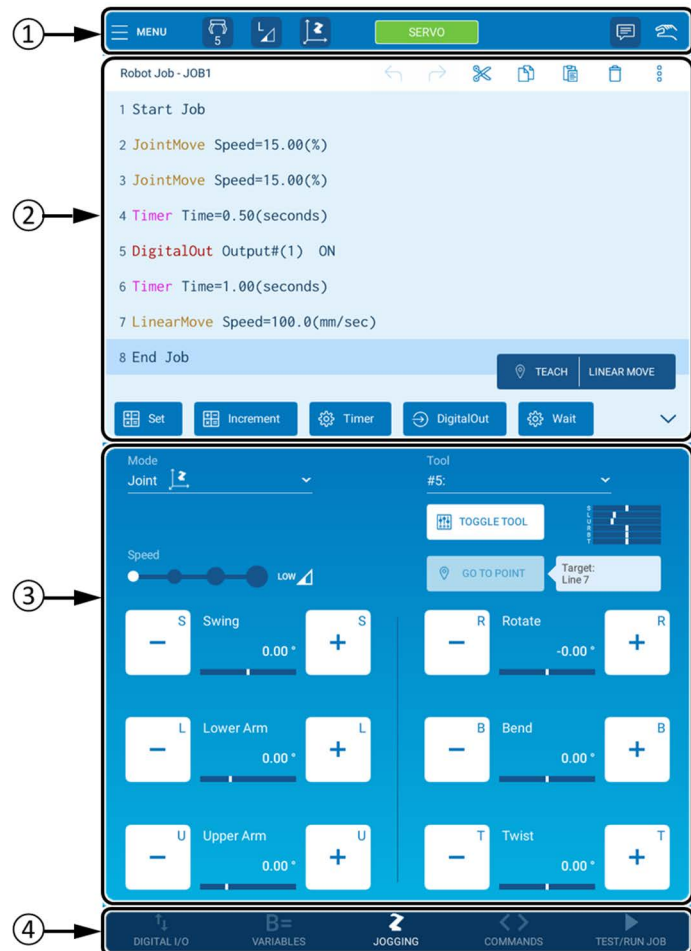 ① MENU 5 L SERVO
Robot Job - JOB1
1 Start Job
2 JointMove Speed=15.00(%)
3 JointMove Speed=15.00(%)
② 4 Timer Time=0.50(seconds)
5 DigitalOut Output#(1) ON
6 Timer Time=1.00(seconds)
7 LinearMove Speed=100.0(mm/sec)
8 End Job
TEACH LINEAR MOVE
Set Increment Timer DigitalOut Wait
Mode Tool
Joint #5:
TOGGLE TOOL
S
L
U
R
B
T
Speed
LOW
GO TO POINT
Target:
Line 7
③
S Swing S R Rotate R
− 0.00 ° + − -0.00 ° +
L Lower Arm L B Bend B
− 0.00 ° + − 0.00 ° +
U Upper Arm U T Twist T
− 0.00 ° + − 0.00 ° +
④ B= < >
DIGITAL I/O VARIABLES JOGGING COMMANDS TEST/RUN JOB